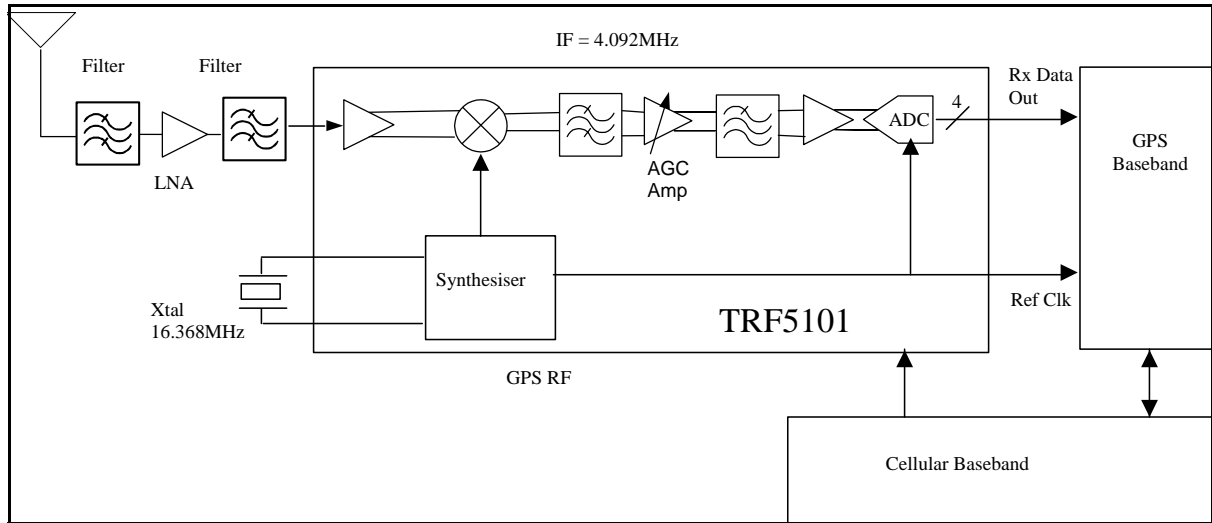 IF = 4.092MHz
Filter
Filter
Rx Data
Out
4
ADC
GPS
Baseband
LNA
AGC
Amp
Synthesiser
Xtal
16.368MHz
Ref Clk
TRF5101
GPS RF
Cellular Baseband